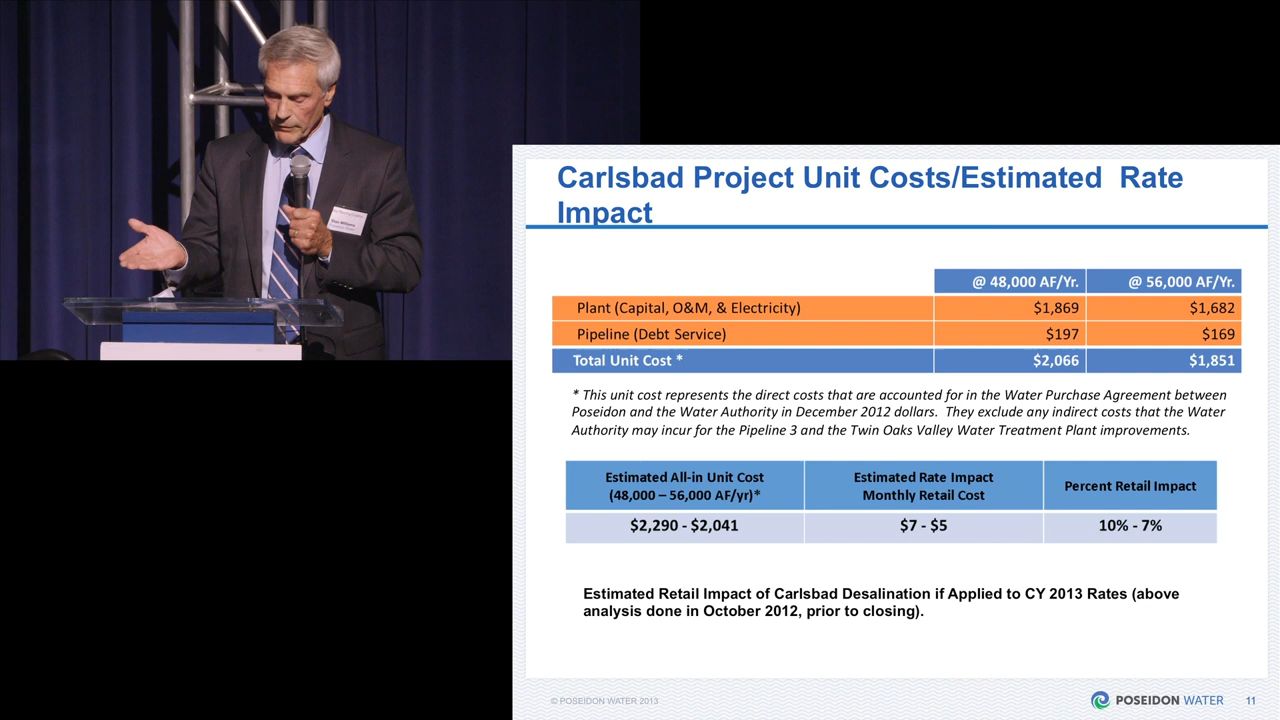 Carlsbad Project Unit Costs/Estimated Rate
Impact
@ 48,000 AF/Yr. @ 56,000 AF/Yr.
Plant (Capital, O&M, & Electricity) $1,869 $1,682
Pipeline (Debt Service) $197 $169
Total Unit Cost * $2,066 $1,851
* This unit cost represents the direct costs that are accounted for in the Water Purchase Agreement between
Poseidon and the Water Authority in December 2012 dollars. They exclude any indirect costs that the Water
Authority may incur for the Pipeline 3 and the Twin Oaks Valley Water Treatment Plant improvements.
Estimated All-in Unit Cost Estimated Rate Impact Percent Retail Impact
(48,000 – 56,000 AF/yr)* Monthly Retail Cost
$2,290 - $2,041 $7 - $5 10% - 7%
Estimated Retail Impact of Carlsbad Desalination if Applied to CY 2013 Rates (above
analysis done in October 2012, prior to closing).
© POSEIDON WATER 2013 POSEIDON WATER 11